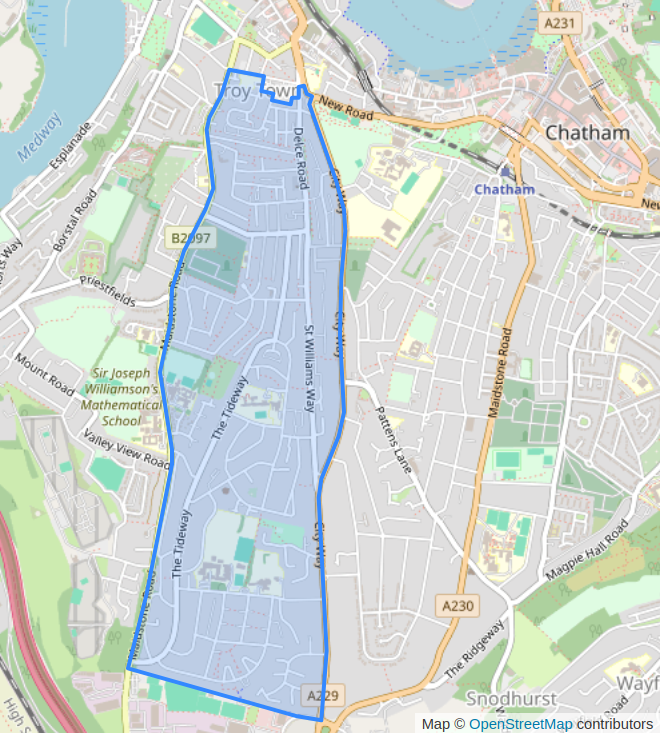 A231
Troy Town
New Road
Chatham
Medway
Esplanade
Delce Road
Chatham
City Way
New
Borstal Road
B2097
Priestfields
Maidstone Road
City Way
St Williams Way
Maidstone Road
Mount Road
Sir Joseph
Williamson's
Mathematical
School
The Tideway
Pattens Lane
Valley View Road
The Tideway
City Way
Magpie Hall Road
Maidstone Road
A230
The Ridgeway
A229
Snodhurst
Wayf
Road
High S
Map © OpenStreetMap contributors